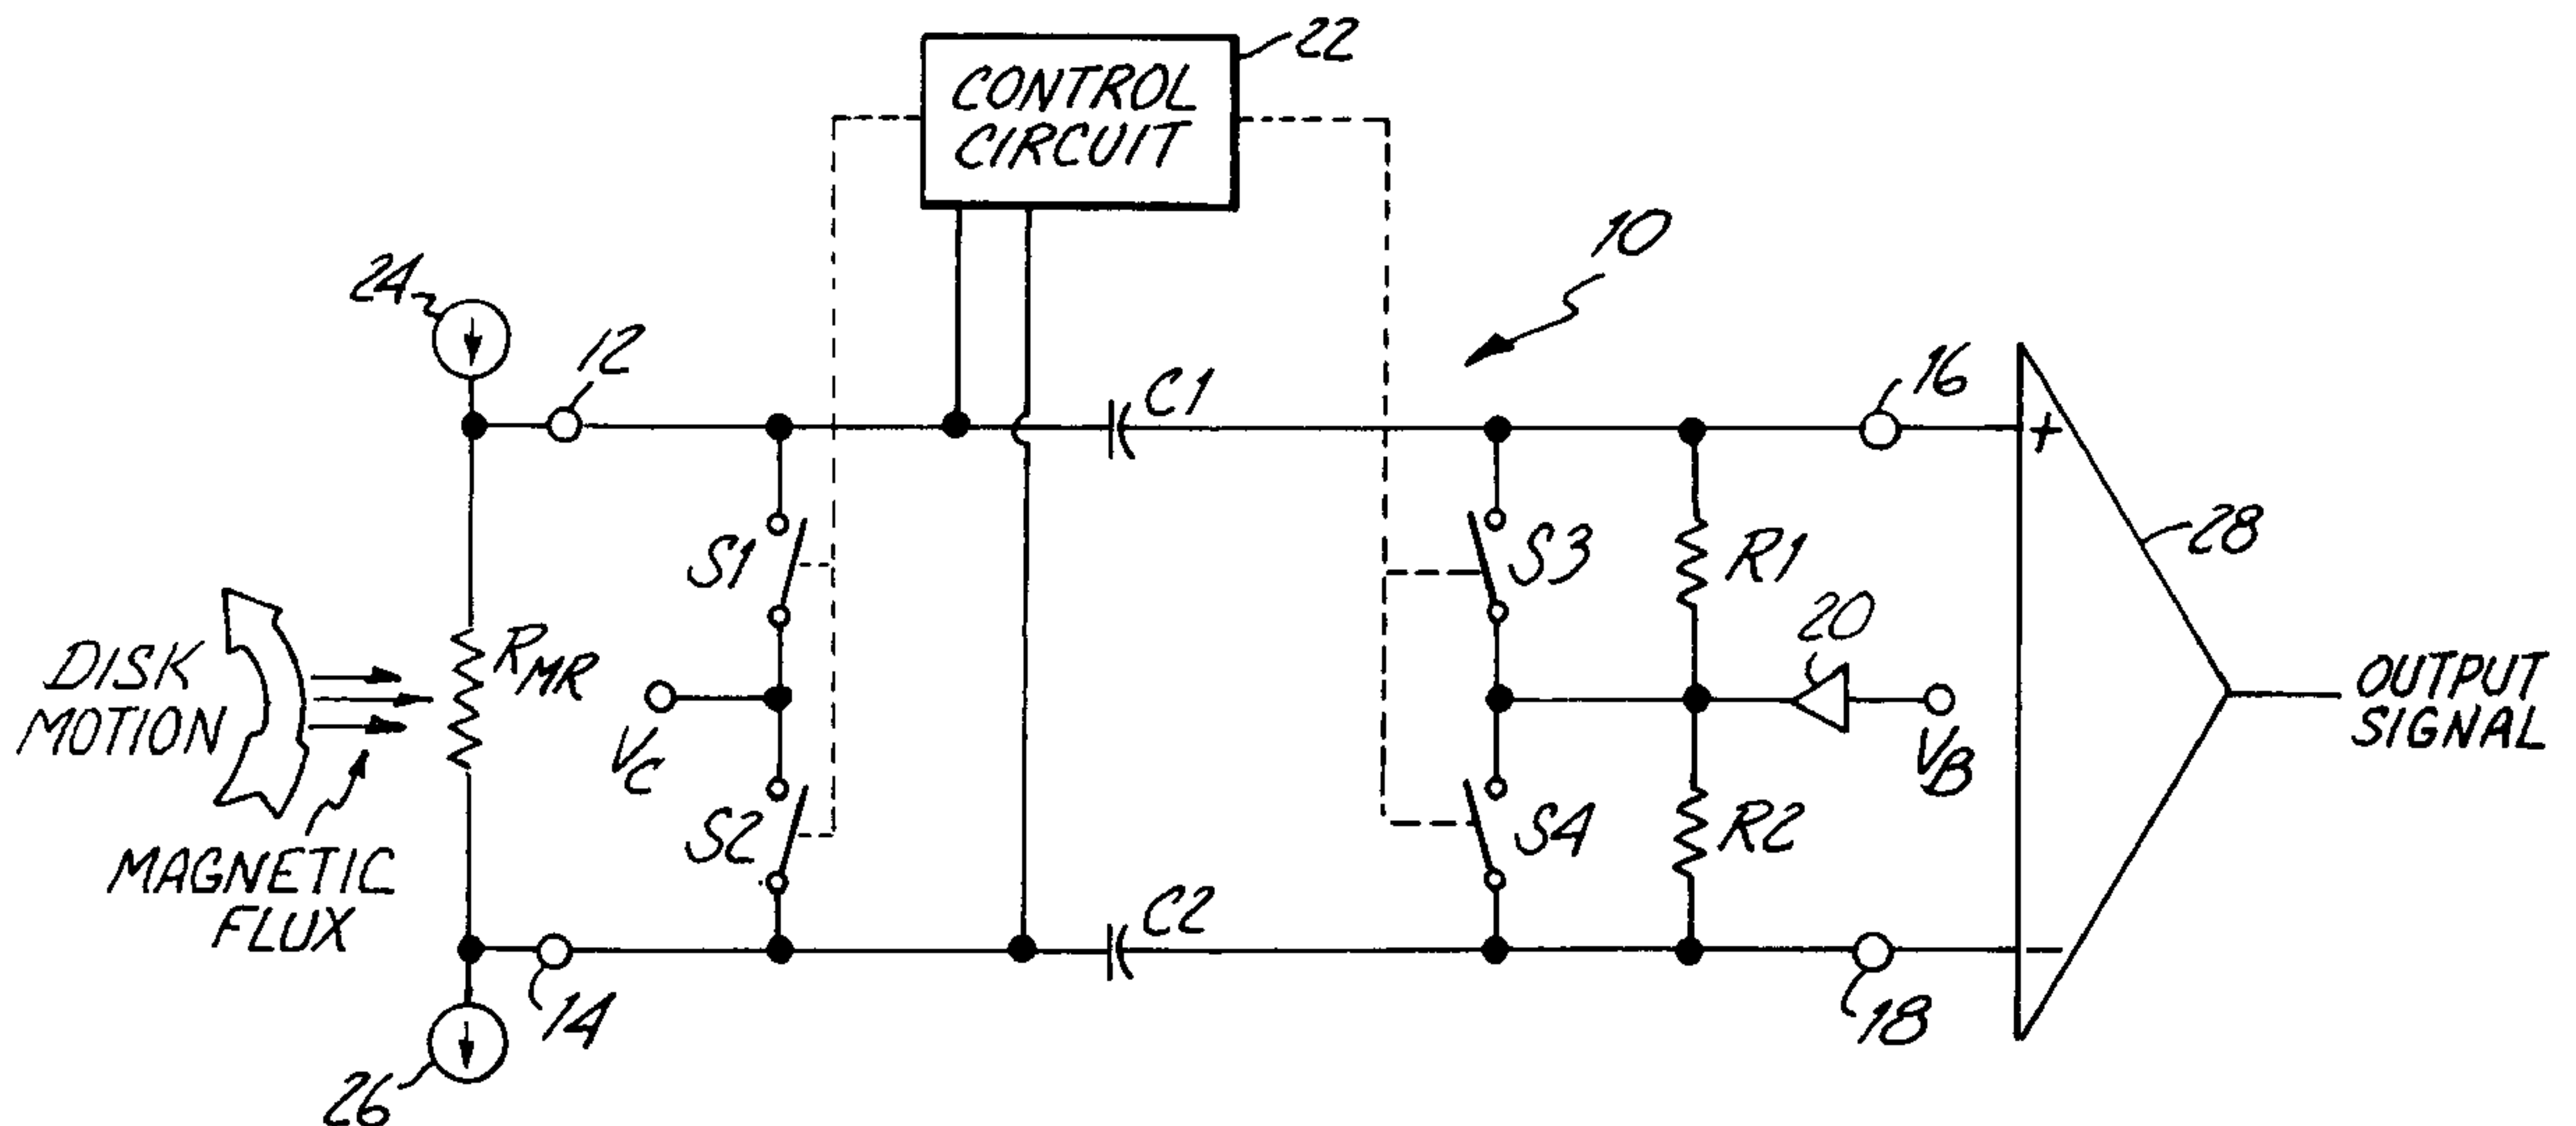 22
CONTROL
CIRCUIT
10
24
12
C1
16
+
S1
S3
R1
28
20
DISK
MOTION
RMR
VC
VB
OUTPUT
SIGNAL
S2
S4
R2
MAGNETIC
FLUX
C2
14
18
−
26